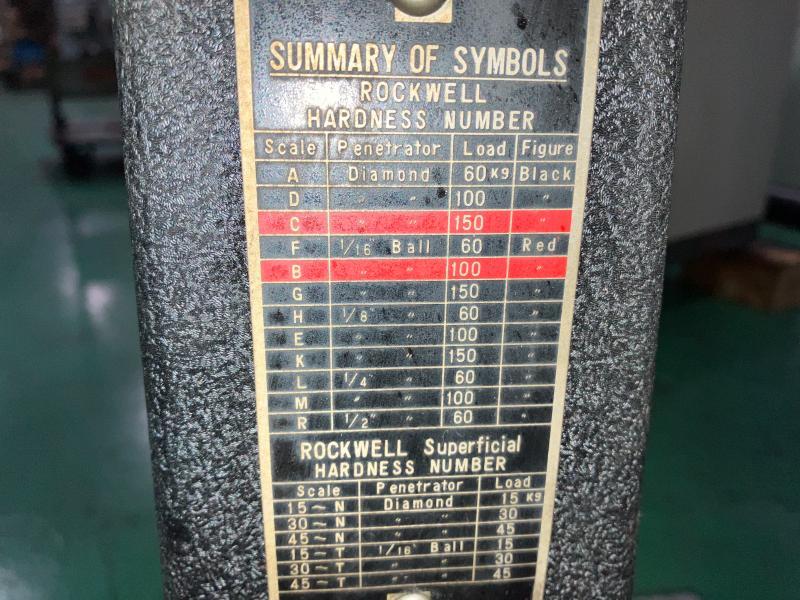 SUMMARY OF SYMBOLS
ROCKWELL
HARDNESS NUMBER
Scale Penetrator Load Figure
A Diamond 60Kg Black
D " " 100 "
C " " 150 "
F 1/16" Ball 60 Red
B " " 100 "
G " " 150 "
H 1/8" " 60 "
E " " 100 "
K " " 150 "
L 1/4" " 60 "
M " " 100 "
R 1/2" " 60 "
ROCKWELL Superficial
HARDNESS NUMBER
Scale Penetrator Load
15~N Diamond 15 Kg
30~N " " 30
45~N " " 45
15~T 1/16" Ball 15
30~T " " 30
45~T " " 45